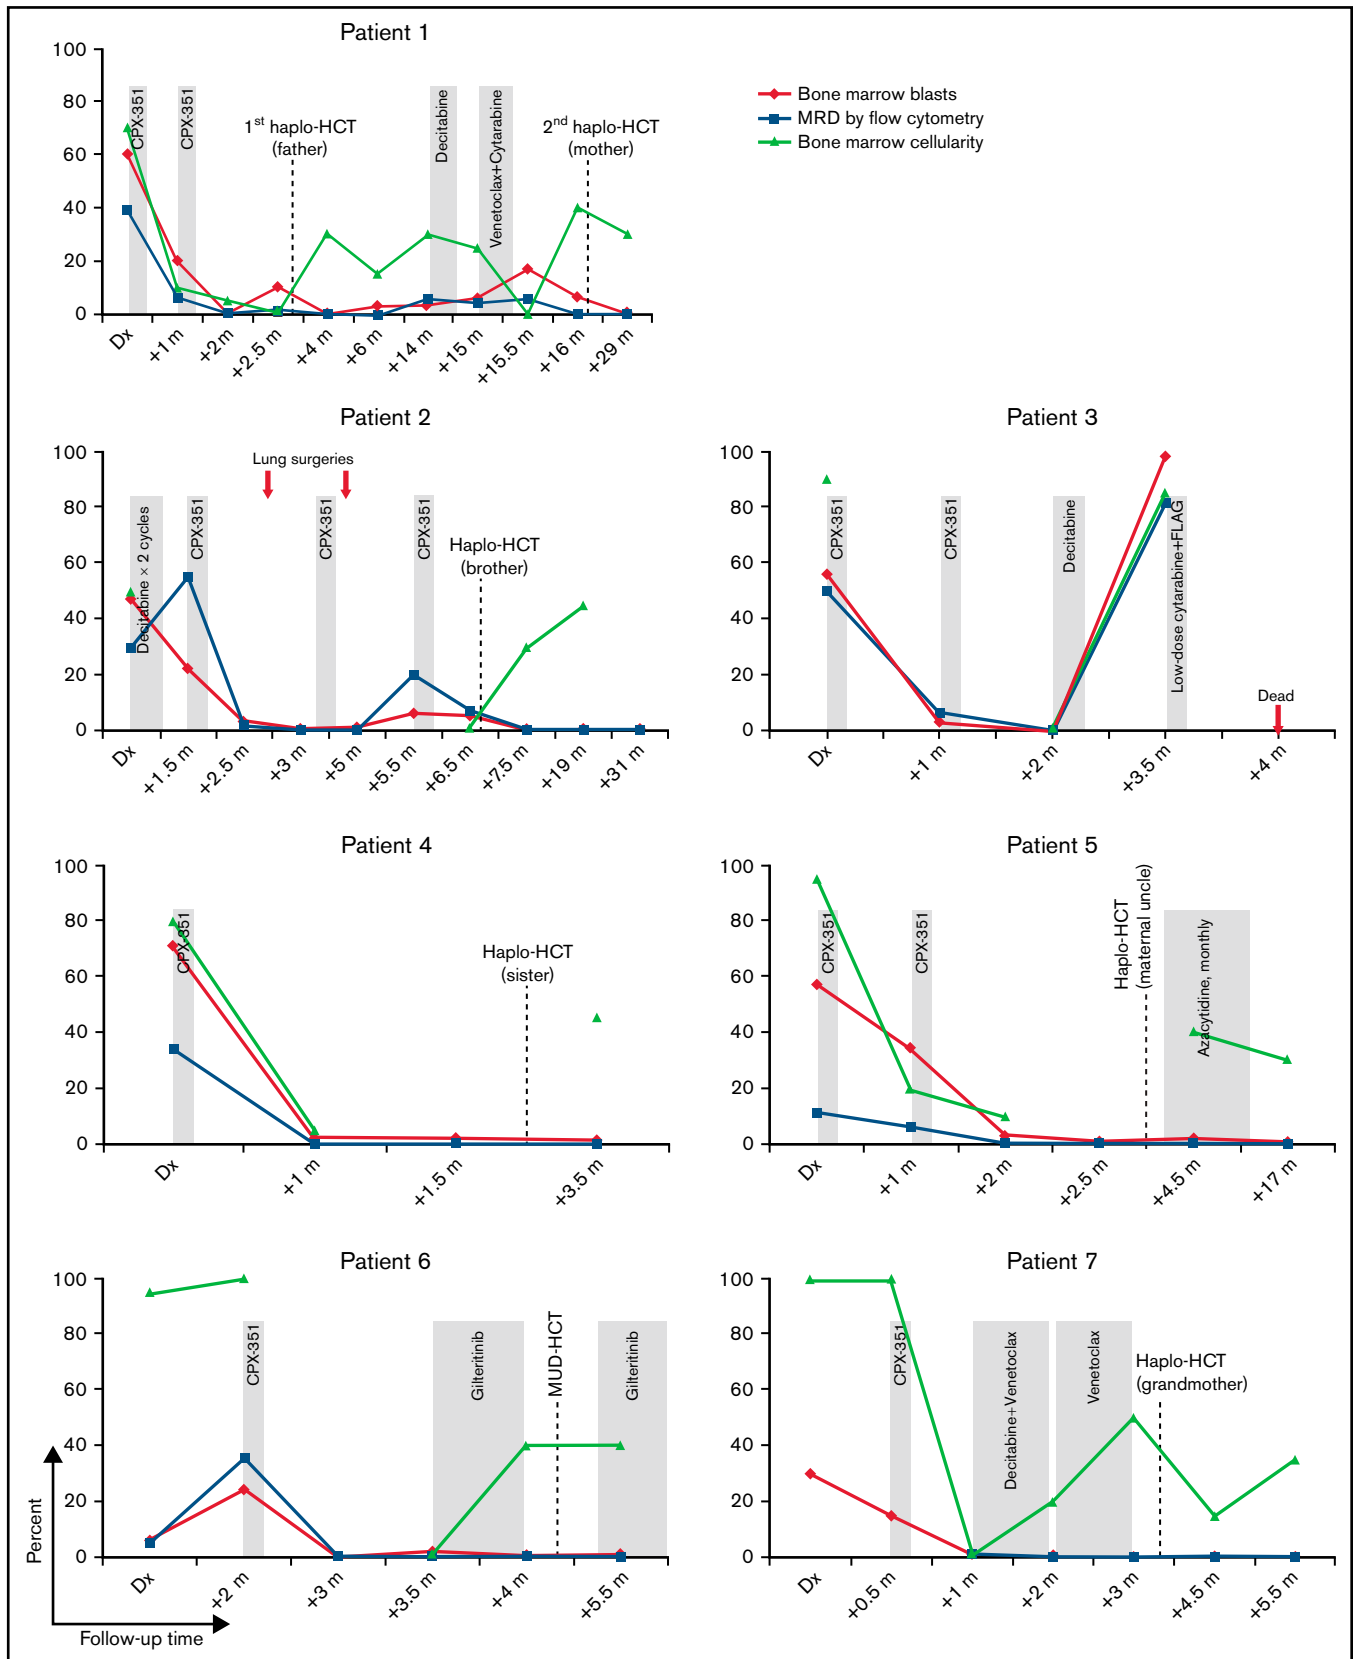 Patient 1
100
80
60
40
20
0
CPX-351
CPX-351
1st haplo-HCT
(father)
Decitabine
Venetoclax+Cytarabine
2nd haplo-HCT
(mother)
Dx
+1 m
+2 m
+2.5 m
+4 m
+6 m
+14 m
+15 m
+15.5 m
+16 m
+29 m
Bone marrow blasts
MRD by flow cytometry
Bone marrow cellularity
Patient 2
100
80
60
40
20
0
Decitabine × 2 cycles
CPX-351
Lung surgeries
CPX-351
CPX-351
Haplo-HCT
(brother)
Dx
+1.5 m
+2.5 m
+3 m
+5 m
+5.5 m
+6.5 m
+7.5 m
+19 m
+31 m
Patient 3
100
80
60
40
20
0
CPX-351
CPX-351
Decitabine
Low-dose cytarabine+FLAG
Dead
Dx
+1 m
+2 m
+3.5 m
+4 m
Patient 4
100
80
60
40
20
0
CPX-351
Haplo-HCT
(sister)
Dx
+1 m
+1.5 m
+3.5 m
Patient 5
100
80
60
40
20
0
CPX-351
CPX-351
Haplo-HCT
(maternal uncle)
Azacytidine, monthly
Dx
+1 m
+2 m
+2.5 m
+4.5 m
+17 m
Patient 6
100
80
60
40
20
0
CPX-351
Gilteritinib
MUD-HCT
Gilteritinib
Dx
+2 m
+3 m
+3.5 m
+4 m
+5.5 m
Percent
Follow-up time
Patient 7
100
80
60
40
20
0
CPX-351
Decitabine+Venetoclax
Venetoclax
Haplo-HCT
(grandmother)
Dx
+0.5 m
+1 m
+2 m
+3 m
+4.5 m
+5.5 m